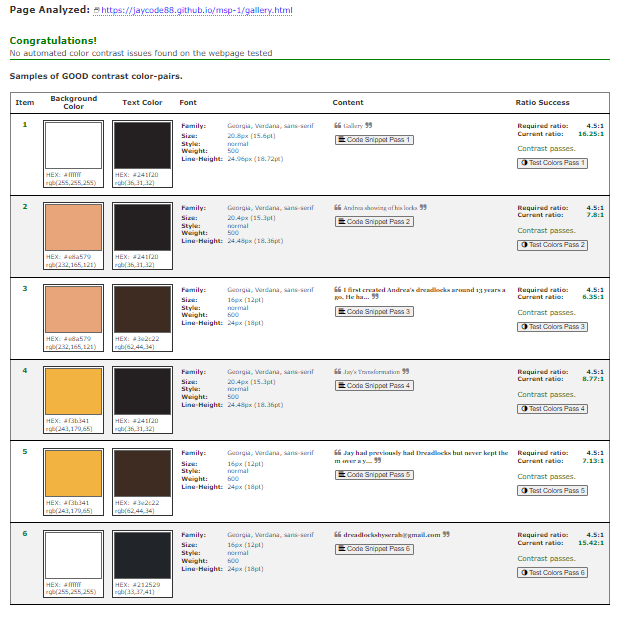 Page Analyzed: https://jaycode88.github.io/msp-1/gallery.html
Congratulations!
No automated color contrast issues found on the webpage tested
Samples of GOOD contrast color-pairs.
Item Background Color Text Color Font Content Ratio Success
1
HEX: #ffffff
rgb(255,255,255)
HEX: #241f20
rgb(36,31,32)
Family: Georgia, Verdana, sans-serif
Size: 20.8px (15.6pt)
Style: normal
Weight: 500
Line-Height: 24.96px (18.72pt)
Gallery
Code Snippet Pass 1
Required ratio: 4.5:1
Current ratio: 16.25:1
Contrast passes.
Test Colors Pass 1
2
HEX: #e8a579
rgb(232,165,121)
HEX: #241f20
rgb(36,31,32)
Family: Georgia, Verdana, sans-serif
Size: 20.4px (15.3pt)
Style: normal
Weight: 500
Line-Height: 24.48px (18.36pt)
Andrea showing of his locks
Code Snippet Pass 2
Required ratio: 4.5:1
Current ratio: 7.8:1
Contrast passes.
Test Colors Pass 2
3
HEX: #e8a579
rgb(232,165,121)
HEX: #3e2c22
rgb(62,44,34)
Family: Georgia, Verdana, sans-serif
Size: 16px (12pt)
Style: normal
Weight: 600
Line-Height: 24px (18pt)
I first created Andrea's dreadlocks around 13 years a
go. He ha...
Code Snippet Pass 3
Required ratio: 4.5:1
Current ratio: 6.35:1
Contrast passes.
Test Colors Pass 3
4
HEX: #f3b341
rgb(243,179,65)
HEX: #241f20
rgb(36,31,32)
Family: Georgia, Verdana, sans-serif
Size: 20.4px (15.3pt)
Style: normal
Weight: 500
Line-Height: 24.48px (18.36pt)
Jay's Transformation
Code Snippet Pass 4
Required ratio: 4.5:1
Current ratio: 8.77:1
Contrast passes.
Test Colors Pass 4
5
HEX: #f3b341
rgb(243,179,65)
HEX: #3e2c22
rgb(62,44,34)
Family: Georgia, Verdana, sans-serif
Size: 16px (12pt)
Style: normal
Weight: 600
Line-Height: 24px (18pt)
Jay had previously had Dreadlocks but never kept the
m over a y...
Code Snippet Pass 5
Required ratio: 4.5:1
Current ratio: 7.13:1
Contrast passes.
Test Colors Pass 5
6
HEX: #ffffff
rgb(255,255,255)
HEX: #212529
rgb(33,37,41)
Family: Georgia, Verdana, sans-serif
Size: 16px (12pt)
Style: normal
Weight: 600
Line-Height: 24px (18pt)
dreadlocksbyserah@gmail.com
Code Snippet Pass 6
Required ratio: 4.5:1
Current ratio: 15.42:1
Contrast passes.
Test Colors Pass 6